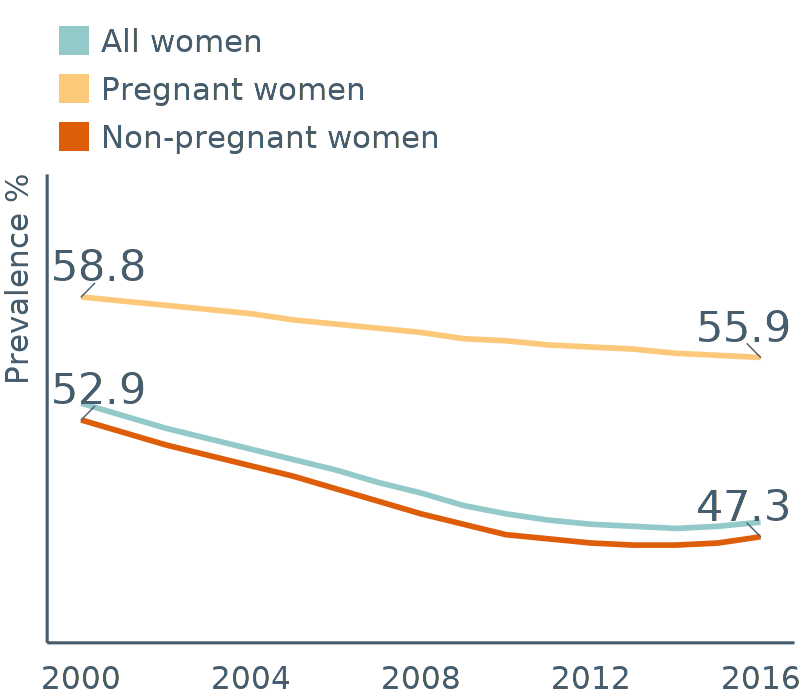 All women
Pregnant women
Non-pregnant women
Prevalence %
58.8
55.9
52.9
47.3
2000 2004 2008 2012 2016